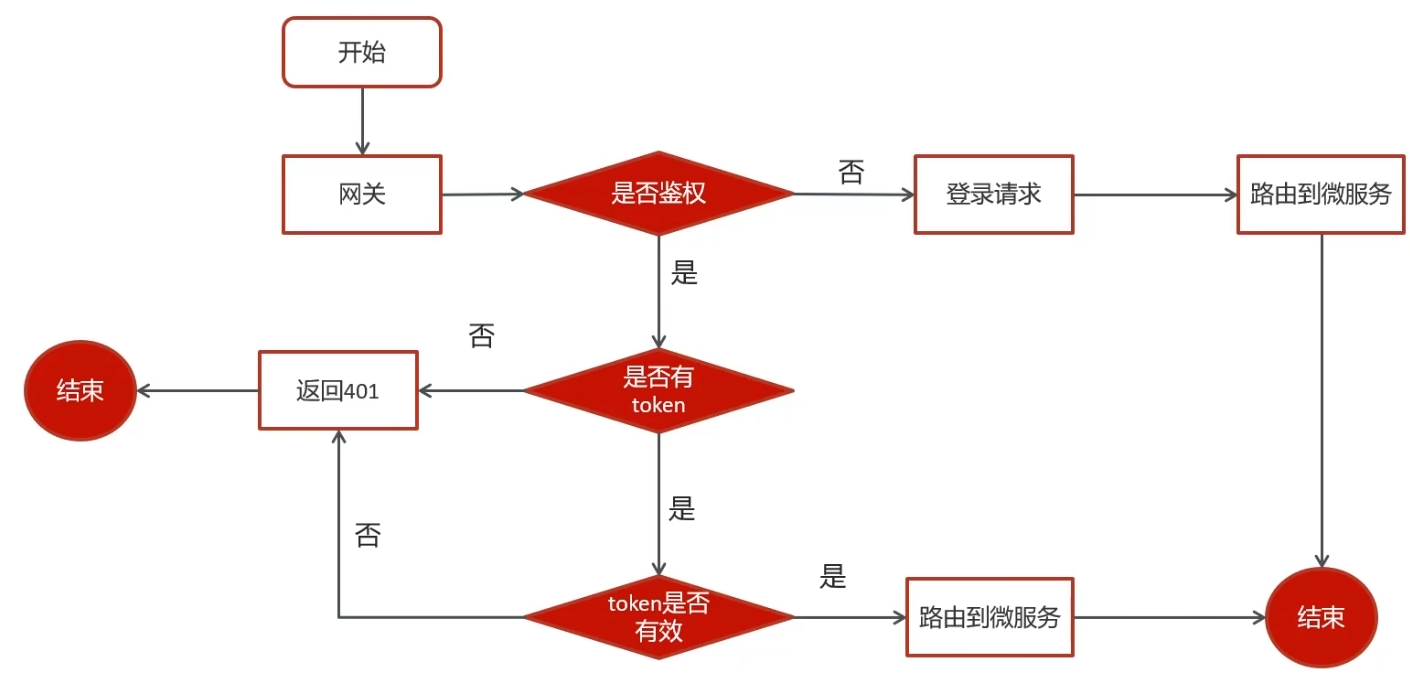 开始
网关
是否鉴权
否
登录请求
路由到微服务
是
否
是否有
token
返回401
结束
是
否
token是否
有效
是
路由到微服务
结束